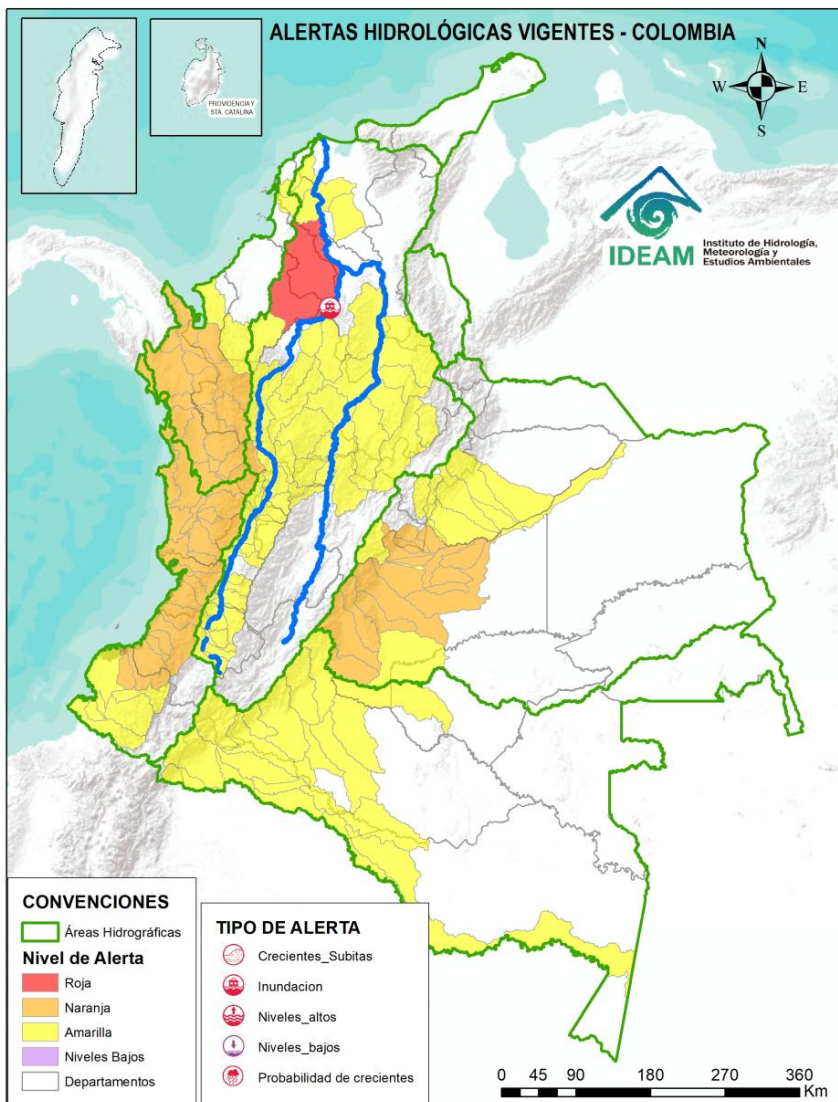 ALERTAS HIDROLÓGICAS VIGENTES - COLOMBIA
PROVIDENCIA Y
STA. CATALINA
N
W
E
S
IDEAM
Instituto de Hidrología,
Meteorología y
Estudios Ambientales
CONVENCIONES
Áreas Hidrográficas
Nivel de Alerta
Roja
Naranja
Amarilla
Niveles Bajos
Departamentos
TIPO DE ALERTA
Crecientes_Subitas
Inundacion
Niveles_altos
Niveles_bajos
Probabilidad de crecientes
0 45 90 180 270 360
Km